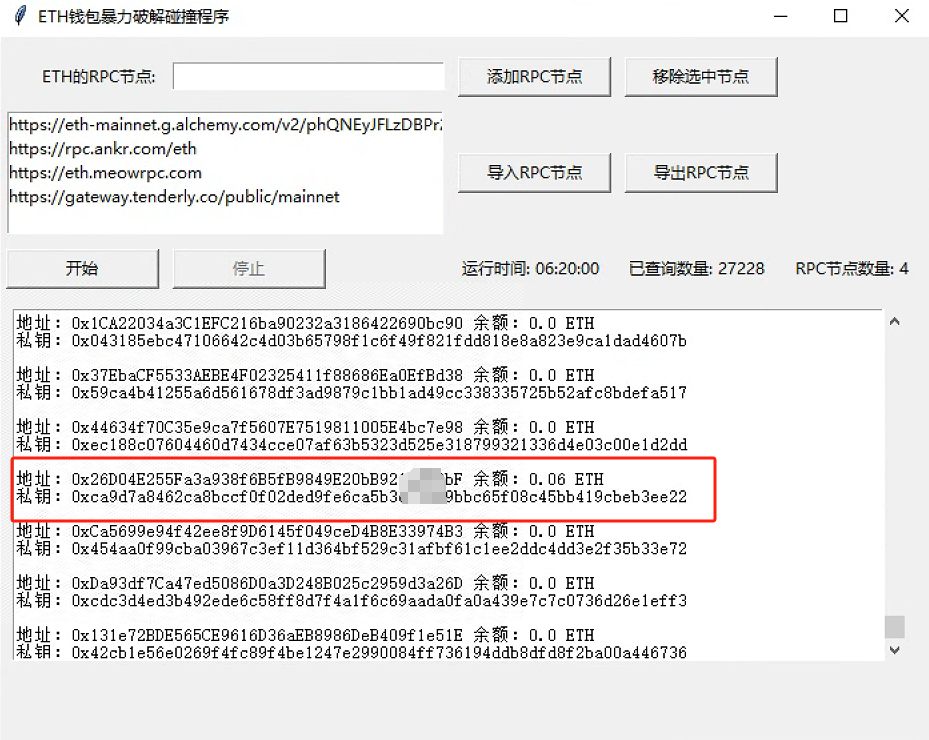 ETH钱包暴力破解碰撞程序
ETH的RPC节点:
添加RPC节点
移除选中节点
https://eth-mainnet.g.alchemy.com/v2/phQNEyJFLzDBPr
https://rpc.ankr.com/eth
https://eth.meowrpc.com
https://gateway.tenderly.co/public/mainnet
导入RPC节点
导出RPC节点
开始
停止
运行时间: 06:20:00
已查询数量: 27228
RPC节点数量: 4
地址: 0x1CA22034a3C1EFC216ba90232a3186422690bc90 余额: 0.0 ETH
私钥: 0x043185ebc47106642c4d03b65798f1c6f49f821fdd818e8a823e9ca1dad4607b
地址: 0x37EbaCF5533AEBE4F02325411f88686Ea0EfBd38 余额: 0.0 ETH
私钥: 0x59ca4b41255a6d561678df3ad9879c1bb1ad49cc338335725b52afc8bdefa517
地址: 0x44634f70C35e9ca7f5607E7519811005E4bc7e98 余额: 0.0 ETH
私钥: 0xec188c07604460d7434cce07af63b5323d525e318799321336d4e03c00e1d2dd
地址: 0x26D04E255Fa3a938f6B5fB9849E20bB92 bF 余额: 0.06 ETH
私钥: 0xca9d7a8462ca8bccf0f02ded9fe6ca5b3 9bbc65f08c45bb419cbeb3ee22
地址: 0xCa5699e94f42ee8f9D6145f049ceD4B8E33974B3 余额: 0.0 ETH
私钥: 0x454aa0f99cba03967c3ef11d364bf529c31afbf61c1ee2ddc4dd3e2f35b33e72
地址: 0xDa93df7Ca47ed5086D0a3D248B025c2959d3a26D 余额: 0.0 ETH
私钥: 0xcdc3d4ed3b492ede6c58ff8d7f4a1f6c69aada0fa0a439e7c7c0736d26e1eff3
地址: 0x131e72BDE565CE9616D36aEB8986DeB409f1e51E 余额: 0.0 ETH
私钥: 0x42cb1e56e0269f4fc89f4be1247e2990084ff736194ddb8dfd8f2ba00a446736